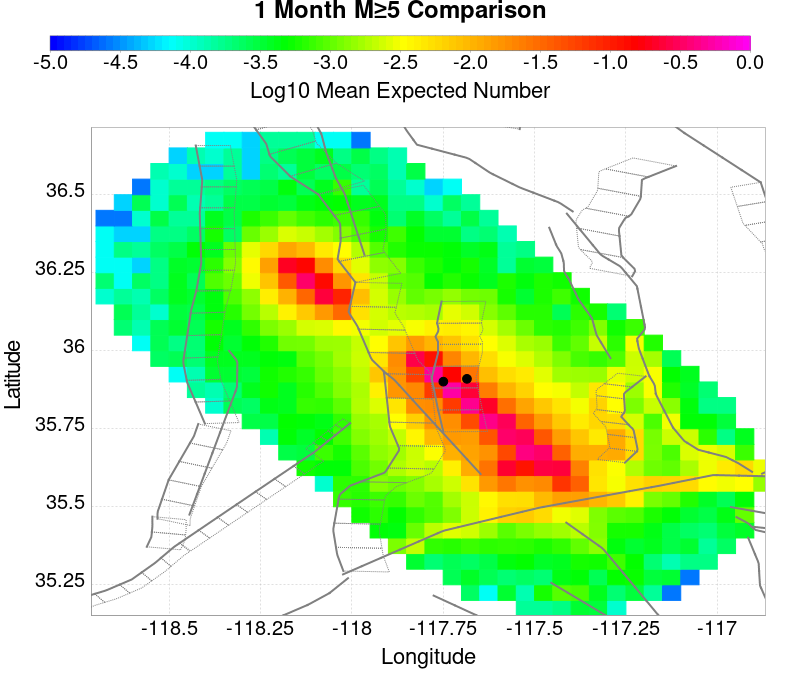 1 Month M≥5 Comparison
-5.0 -4.5 -4.0 -3.5 -3.0 -2.5 -2.0 -1.5 -1.0 -0.5 0.0
Log10 Mean Expected Number
36.5
36.25
36
35.75
35.5
35.25
Latitude
-118.5 -118.25 -118 -117.75 -117.5 -117.25 -117
Longitude